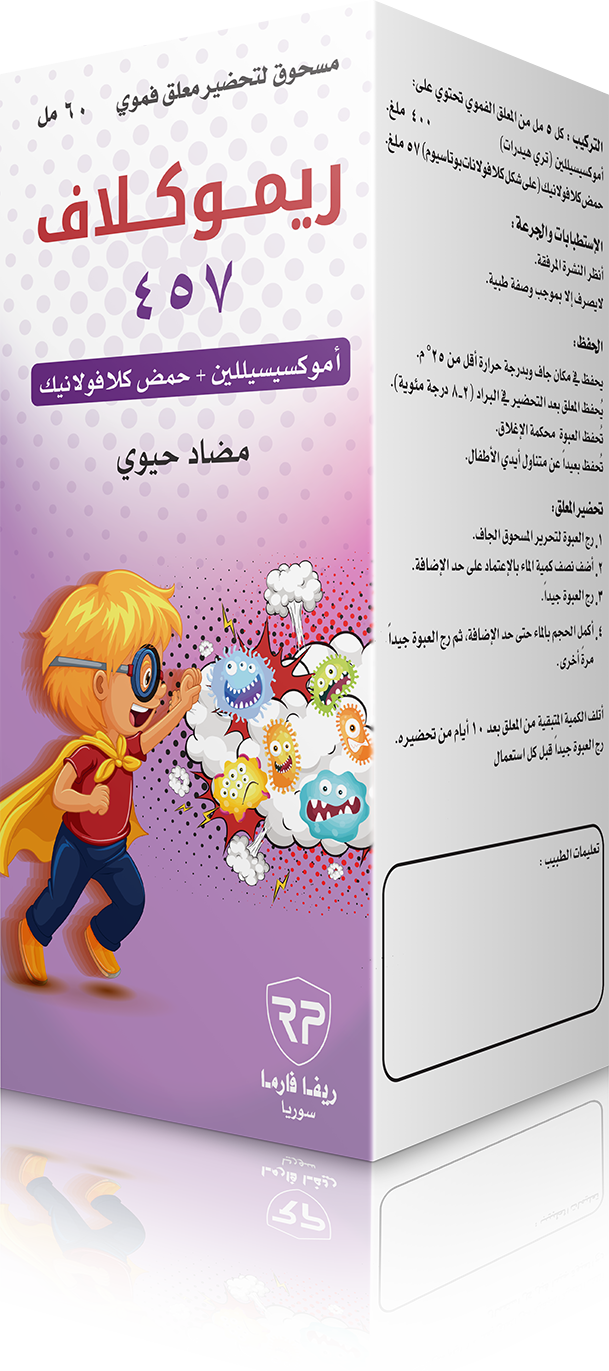 مسحوق لتحضير معلق فموي ٦٠ مل
ريموكلاف
٤٥٧
أموكسيسيللين + حمض كلافولانيك
مضاد حيوي
RP
ريفا فارما
سوريا
التركيب : كل ٥ مل من المعلق الفموي تحتوي على:
أموكسيسيللين (تري هيدرات) ٤٠٠ ملغ.
حمض كلافولانيك (على شكل كلافولانات بوتاسيوم) ٥٧ ملغ.
الإستطبابات والجرعة :
أنظر النشرة المرفقة.
لايصرف إلا بموجب وصفة طبية.
الحفظ:
يحفظ في مكان جاف وبدرجة حرارة أقل من ٢٥° م.
يُحفظ المعلق بعد التحضير في البراد (٢-٨ درجة مئوية).
تُحفظ العبوة محكمة الإغلاق.
تُحفظ بعيداً عن متناول أيدي الأطفال.
تحضير المعلق:
١. رج العبوة لتحرير المسحوق الجاف.
٢. أضف نصف كمية الماء بالإعتماد على حد الإضافة.
٣. رج العبوة جيداً.
٤. أكمل الحجم بالماء حتى حد الإضافة، ثم رج العبوة جيداً
مرةً أخرى.
أتلف الكمية المتبقية من المعلق بعد ١٠ أيام من تحضيره.
رج العبوة جيداً قبل كل استعمال
تعليمات الطبيب :